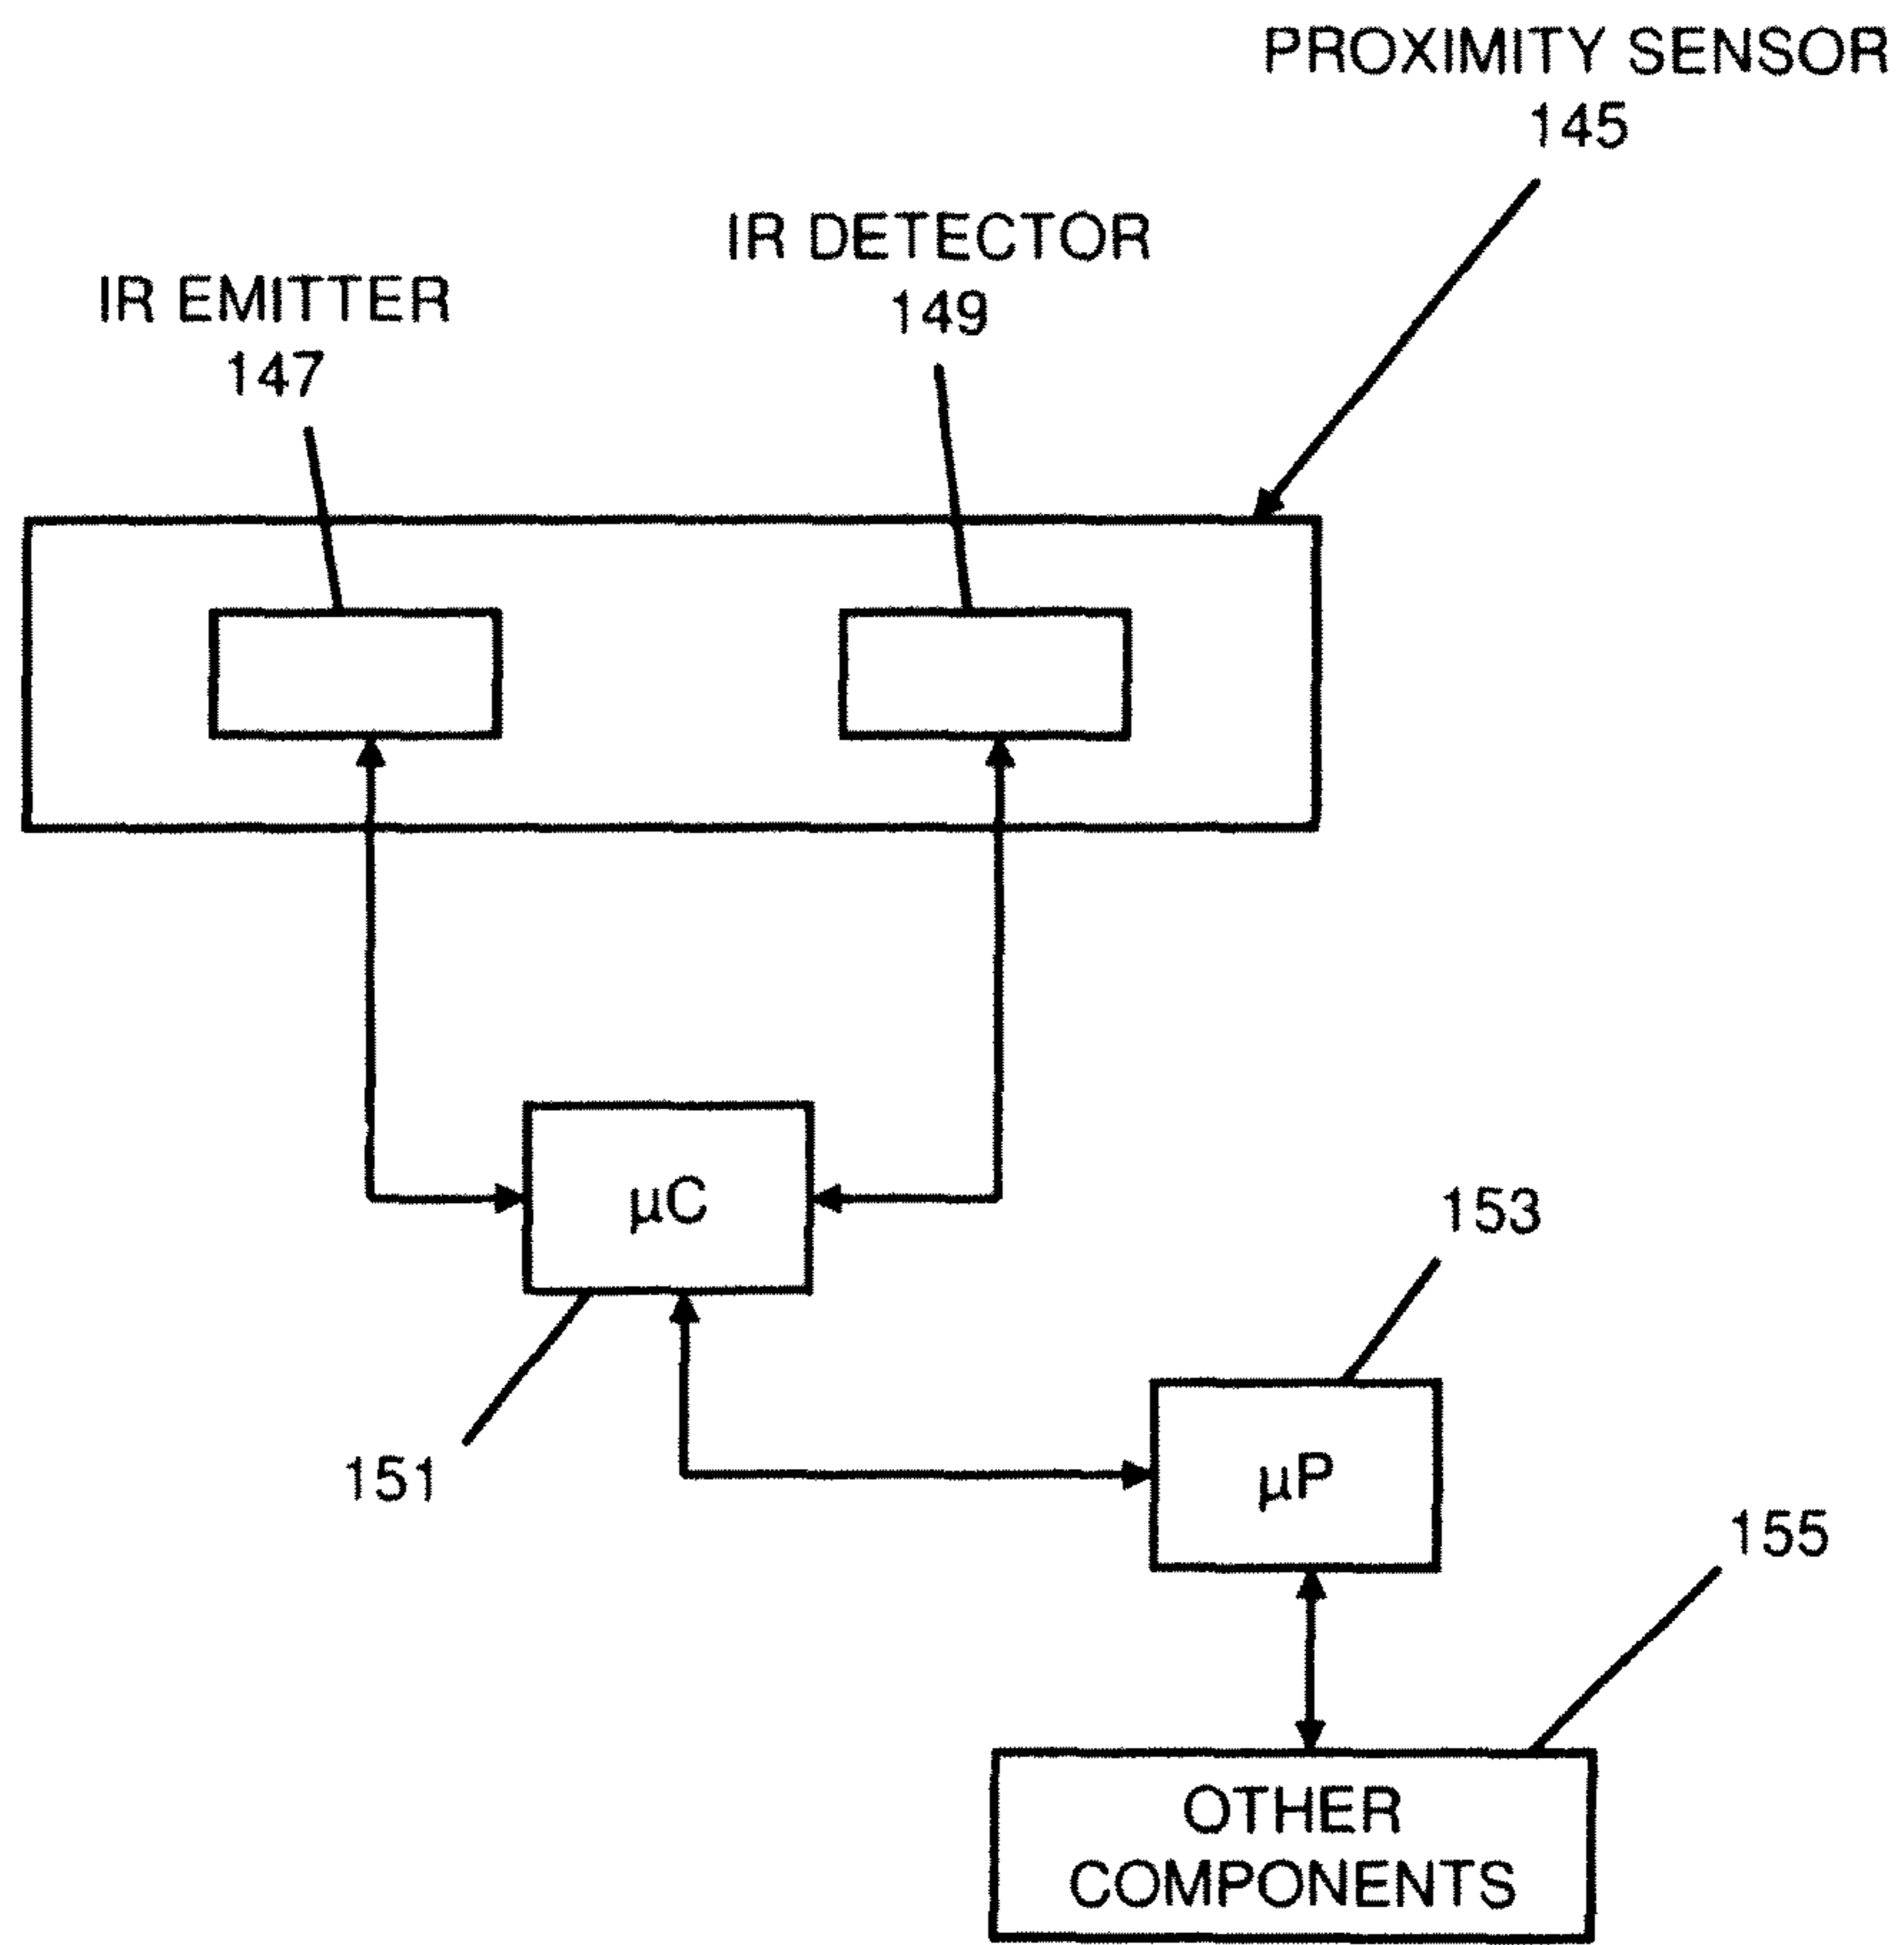 PROXIMITY SENSOR
145
IR DETECTOR
149
IR EMITTER
147
µC
153
151
µP
155
OTHER
COMPONENTS